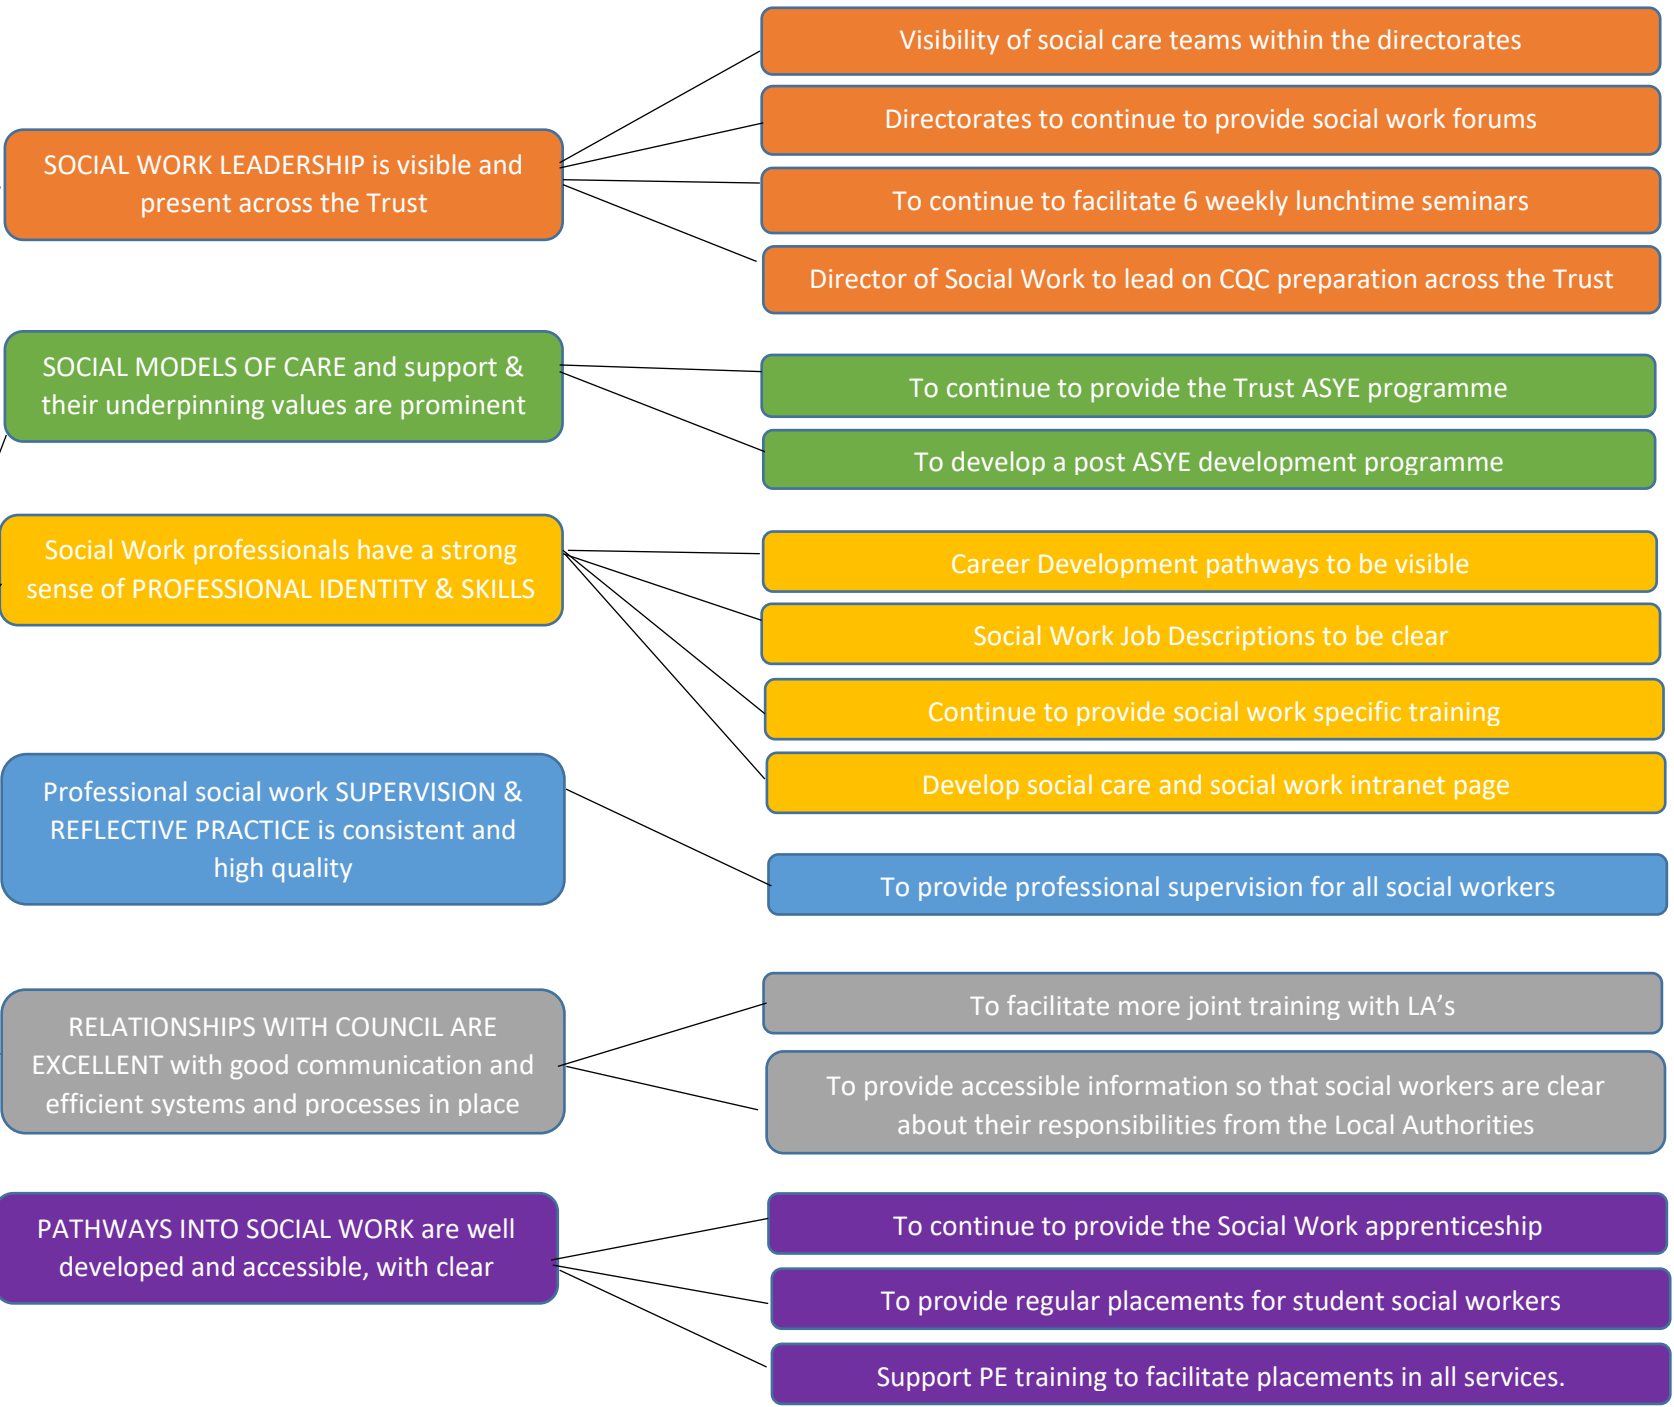 SOCIAL WORK LEADERSHIP is visible and
present across the Trust
Visibility of social care teams within the directorates
Directorates to continue to provide social work forums
To continue to facilitate 6 weekly lunchtime seminars
Director of Social Work to lead on CQC preparation across the Trust
SOCIAL MODELS OF CARE and support &
their underpinning values are prominent
To continue to provide the Trust ASYE programme
To develop a post ASYE development programme
Social Work professionals have a strong
sense of PROFESSIONAL IDENTITY & SKILLS
Career Development pathways to be visible
Social Work Job Descriptions to be clear
Continue to provide social work specific training
Develop social care and social work intranet page
Professional social work SUPERVISION &
REFLECTIVE PRACTICE is consistent and
high quality
To provide professional supervision for all social workers
RELATIONSHIPS WITH COUNCIL ARE
EXCELLENT with good communication and
efficient systems and processes in place
To facilitate more joint training with LA’s
To provide accessible information so that social workers are clear
about their responsibilities from the Local Authorities
PATHWAYS INTO SOCIAL WORK are well
developed and accessible, with clear
To continue to provide the Social Work apprenticeship
To provide regular placements for student social workers
Support PE training to facilitate placements in all services.